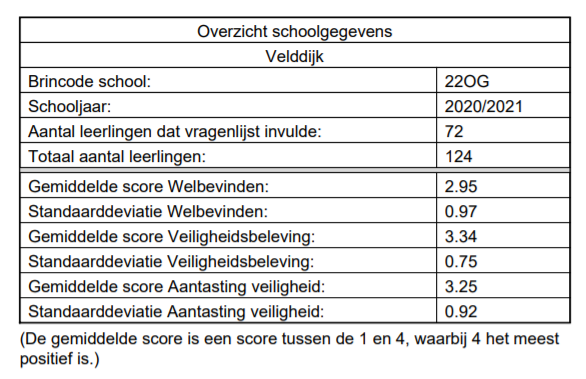 Overzicht schoolgegevens
Velddijk
Brincode school: 22OG
Schooljaar: 2020/2021
Aantal leerlingen dat vragenlijst invulde: 72
Totaal aantal leerlingen: 124
Gemiddelde score Welbevinden: 2.95
Standaarddeviatie Welbevinden: 0.97
Gemiddelde score Veiligheidsbeleving: 3.34
Standaarddeviatie Veiligheidsbeleving: 0.75
Gemiddelde score Aantasting veiligheid: 3.25
Standaarddeviatie Aantasting veiligheid: 0.92
(De gemiddelde score is een score tussen de 1 en 4, waarbij 4 het meest
positief is.)